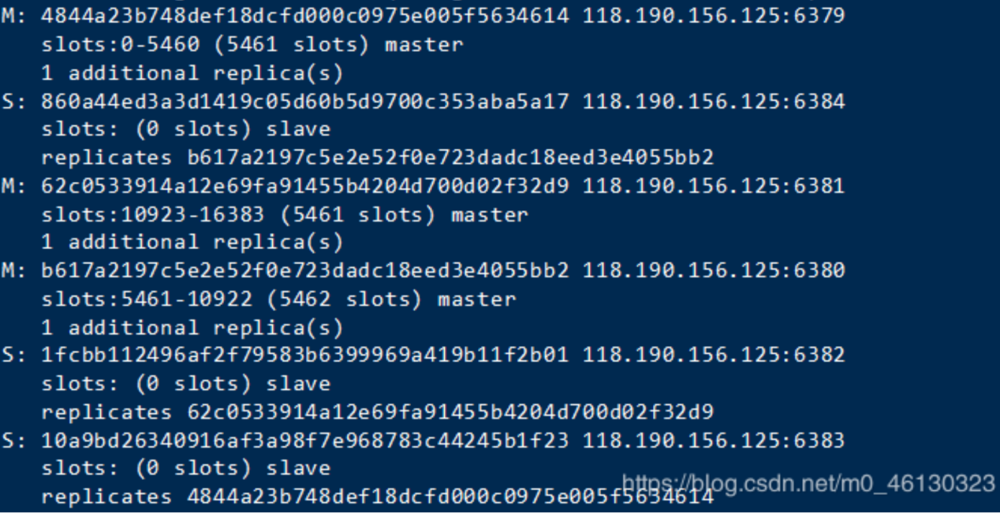 M: 4844a23b748def18dcfd000c0975e005f5634614 118.190.156.125:6379
slots:0-5460 (5461 slots) master
1 additional replica(s)
S: 860a44ed3a3d1419c05d60b5d9700c353aba5a17 118.190.156.125:6384
slots: (0 slots) slave
replicates b617a2197c5e2e52f0e723dadc18eed3e4055bb2
M: 62c0533914a12e69fa91455b4204d700d02f32d9 118.190.156.125:6381
slots:10923-16383 (5461 slots) master
1 additional replica(s)
M: b617a2197c5e2e52f0e723dadc18eed3e4055bb2 118.190.156.125:6380
slots:5461-10922 (5462 slots) master
1 additional replica(s)
S: 1fcbb112496af2f79583b6399969a419b11f2b01 118.190.156.125:6382
slots: (0 slots) slave
replicates 62c0533914a12e69fa91455b4204d700d02f32d9
S: 10a9bd26340916af3a98f7e968783c44245b1f23 118.190.156.125:6383
slots: (0 slots) slave
replicates 4844a23b748def18dcfd000c0975e005f5634614
https://blog.csdn.net/m0_46130323